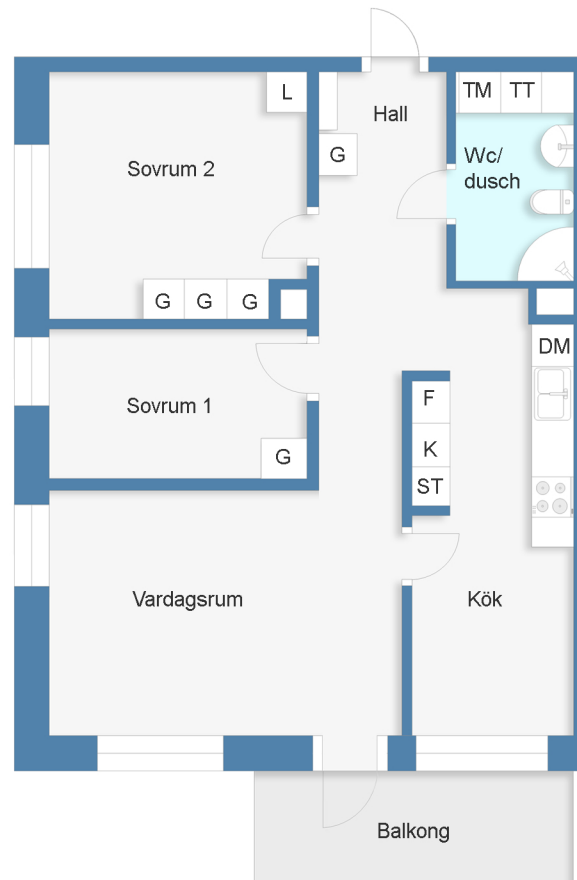 L
TM TT
Hall
Sovrum 2
G
Wc/
dusch
G G G
DM
Sovrum 1
F
K
G
ST
Vardagsrum
Kök
Balkong